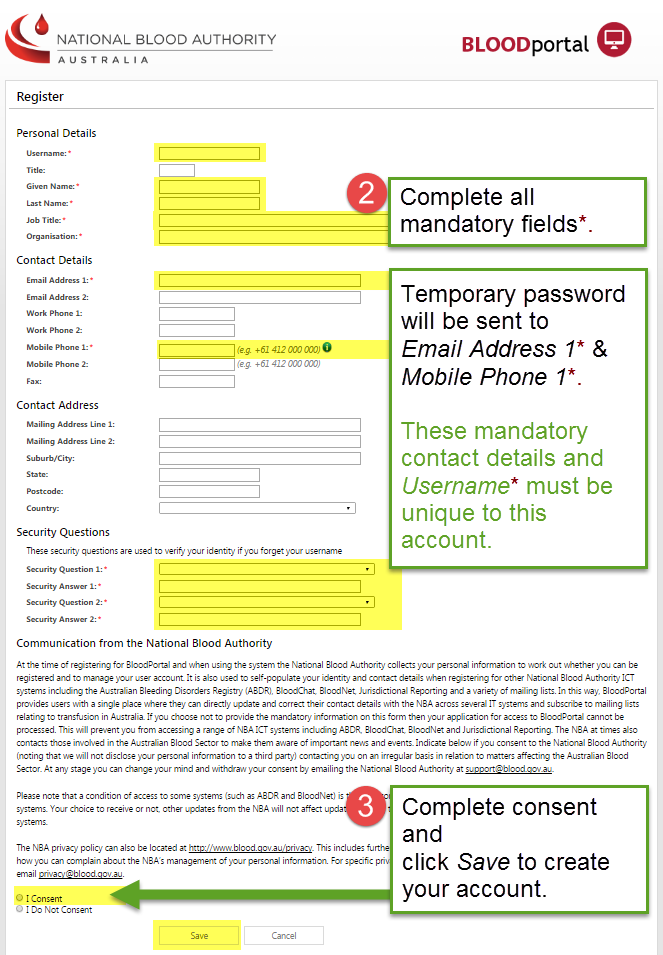 NATIONAL BLOOD AUTHORITY
AUSTRALIA
BLOODportal
Register
Personal Details
Username:*
Title:
Given Name:*
Last Name:*
Job Title:*
Organisation:*
2
Complete all
mandatory fields*.
Contact Details
Email Address 1:*
Email Address 2:
Work Phone 1:
Work Phone 2:
Mobile Phone 1:* (e.g. +61 412 000 000) i
Mobile Phone 2: (e.g. +61 412 000 000)
Fax:
Temporary password
will be sent to
Email Address 1* &
Mobile Phone 1*.
These mandatory
contact details and
Username* must be
unique to this
account.
Contact Address
Mailing Address Line 1:
Mailing Address Line 2:
Suburb/City:
State:
Postcode:
Country:
Security Questions
These security questions are used to verify your identity if you forget your username
Security Question 1:*
Security Answer 1:*
Security Question 2:*
Security Answer 2:*
Communication from the National Blood Authority
At the time of registering for BloodPortal and when using the system the National Blood Authority collects your personal information to work out whether you can be
registered and to manage your user account. It is also used to self-populate your identity and contact details when registering for other National Blood Authority ICT
systems including the Australian Bleeding Disorders Registry (ABDR), BloodChat, BloodNet, Jurisdictional Reporting and a variety of mailing lists. In this way, BloodPortal
provides users with a single place where they can directly update and correct their contact details with the NBA across several IT systems and subscribe to mailing lists
relating to transfusion in Australia. If you choose not to provide the mandatory information on this form then your application for access to BloodPortal cannot be
processed. This will prevent you from accessing a range of NBA ICT systems including ABDR, BloodChat, BloodNet and Jurisdictional Reporting. The NBA at times also
contacts those involved in the Australian Blood Sector to make them aware of important news and events. Indicate below if you consent to the National Blood Authority
(noting that we will not disclose your personal information to a third party) contacting you on an irregular basis in relation to matters affecting the Australian Blood
Sector. At any stage you can change your mind and withdraw your consent by emailing the National Blood Authority at support@blood.gov.au.
Please note that a condition of access to some systems (such as ABDR and BloodNet) is
systems. Your choice to receive or not, other updates from the NBA will not affect
systems.
The NBA privacy policy can also be located at http://www.blood.gov.au/privacy. This includes
how you can complain about the NBA's management of your personal information. For specific
email privacy@blood.gov.au.
3
Complete consent
and
click Save to create
your account.
I Consent
I Do Not Consent
Save Cancel